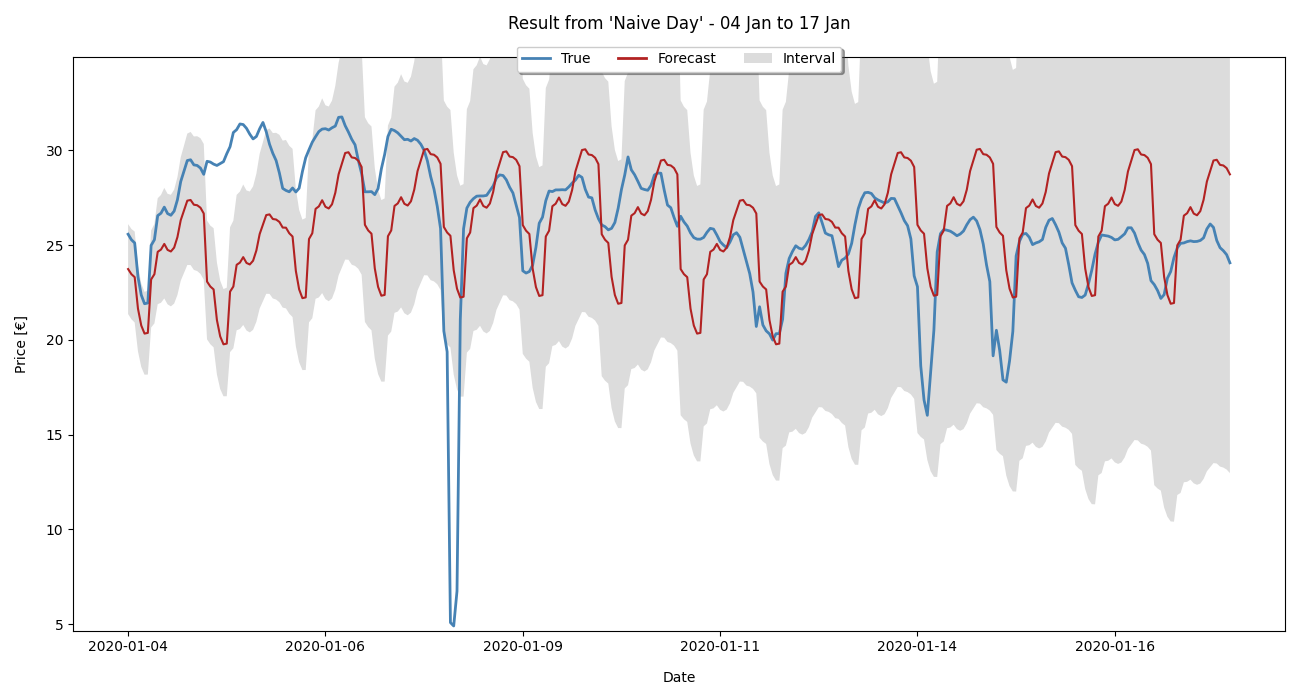 Result from 'Naive Day' - 04 Jan to 17 Jan
True Forecast Interval
Price [€]
30
25
20
15
10
5
2020-01-04 2020-01-06 2020-01-09 2020-01-11 2020-01-14 2020-01-16
Date